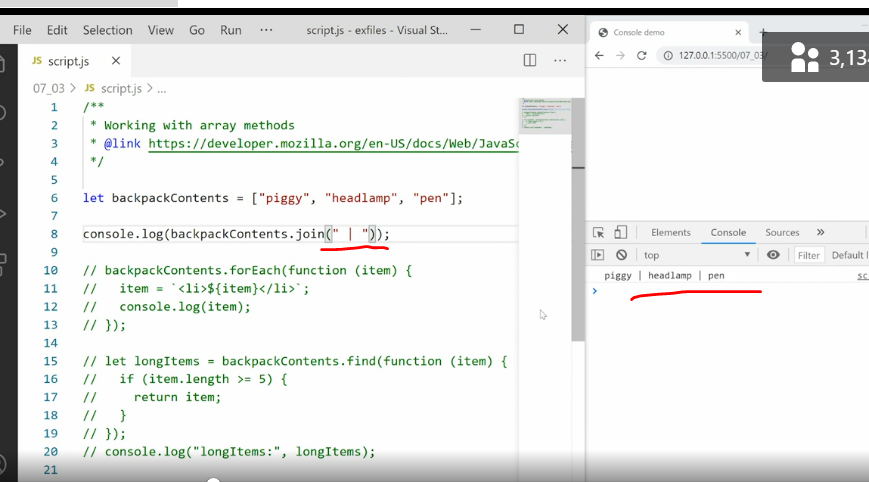 File Edit Selection View Go Run ··· script.js - exfiles - Visual St...
JS script.js
07_03 > JS script.js > ...
1 /**
2 * Working with array methods
3 * @link https://developer.mozilla.org/en-US/docs/Web/JavaSc
4 */
5
6 let backpackContents = ["piggy", "headlamp", "pen"];
7
8 console.log(backpackContents.join(" | "));
9
10 // backpackContents.forEach(function (item) {
11 //   item = `<li>${item}</li>`;
12 //   console.log(item);
13 // });
14
15 // let longItems = backpackContents.find(function (item) {
16 //   if (item.length >= 5) {
17 //     return item;
18 //   }
19 // });
20 // console.log("longItems:", longItems);
21
Console demo
127.0.0.1:5500/07_03/
3,134
Elements Console Sources »
top Filter Default l
piggy | headlamp | pen sc
>